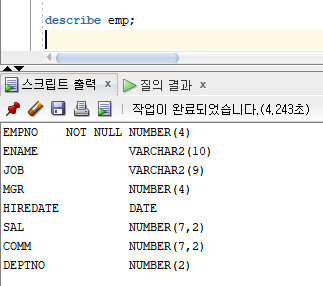 describe emp;
스크립트 출력 x 질의 결과 x
작업이 완료되었습니다.(4,243초)
EMPNO NOT NULL NUMBER(4)
ENAME VARCHAR2(10)
JOB VARCHAR2(9)
MGR NUMBER(4)
HIREDATE DATE
SAL NUMBER(7,2)
COMM NUMBER(7,2)
DEPTNO NUMBER(2)